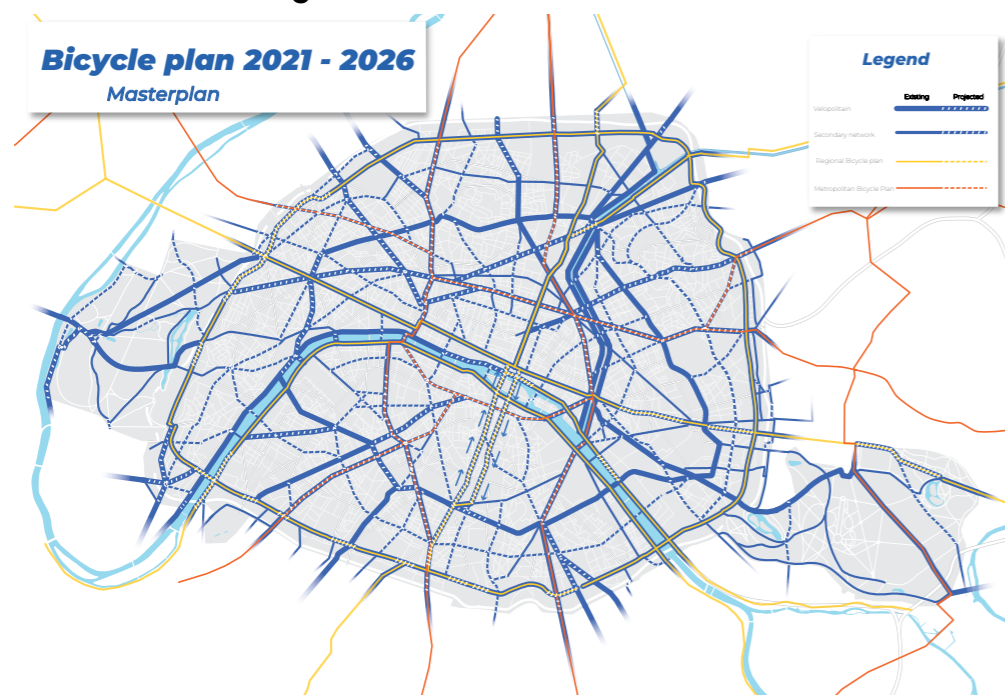 Bicycle plan 2021 - 2026
Masterplan
Legend
Existing Projected
Velopolitain
Secondary network
Regional Bicycle plan
Metropolitan Bicycle Plan